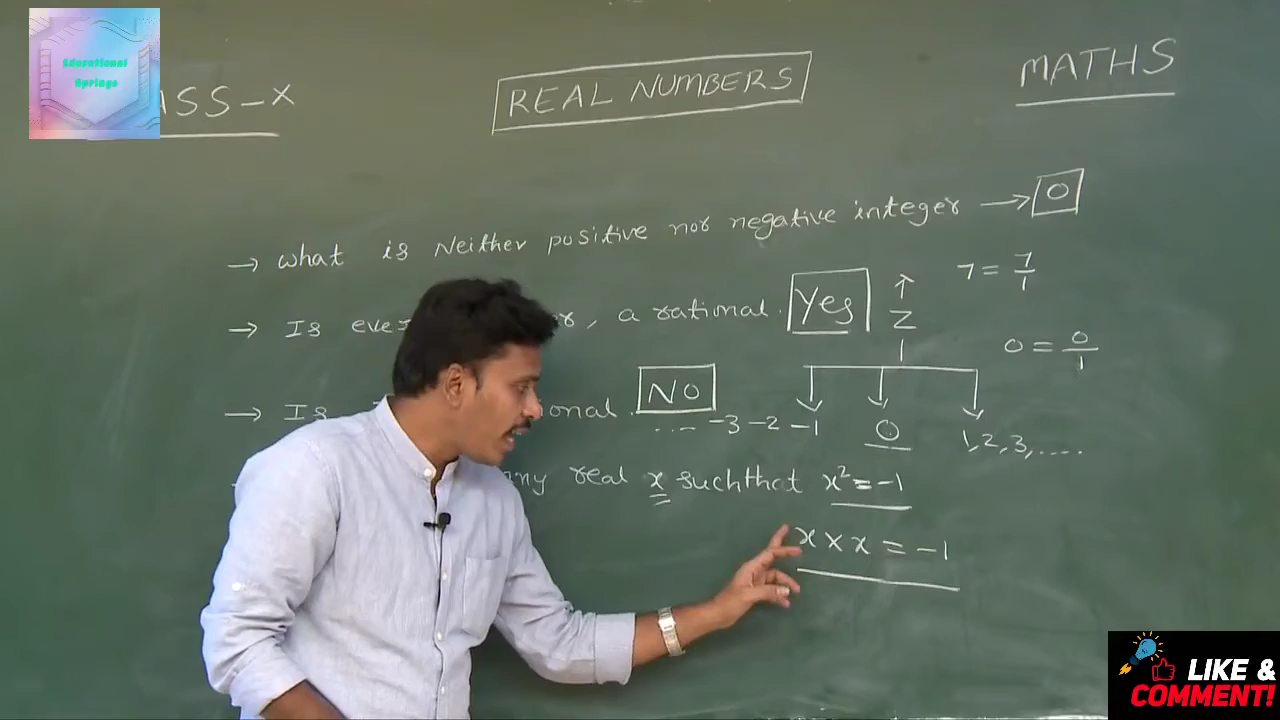 Educational
Springs
ASS-X
REAL NUMBERS
MATHS
→ What is Neither positive nor negative integer → 0
→ Is a rational. Yes
↑
Z
7 = 7/1
0 = 0/1
→ Is NO
.... -3 -2 -1 0 1, 2, 3, ....
any real x suchthat x² = -1
x × x = -1
LIKE &
COMMENT!